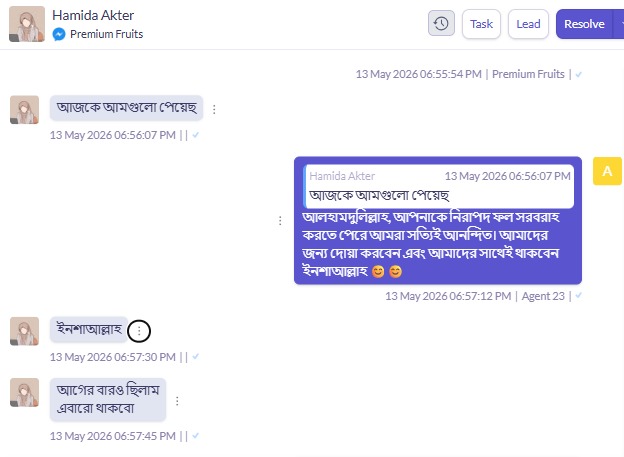 Hamida Akter
Premium Fruits
Task
Lead
Resolve
13 May 2026 06:55:54 PM | Premium Fruits |
আজকে আমগুলো পেয়েছ
13 May 2026 06:56:07 PM | |
Hamida Akter 13 May 2026 06:56:07 PM
আজকে আমগুলো পেয়েছ
A
আলহামদুলিল্লাহ, আপনাকে নিরাপদ ফল সরবরাহ
করতে পেরে আমরা সত্যিই আনন্দিত। আমাদের
জন্য দোয়া করবেন এবং আমাদের সাথেই থাকবেন
ইনশাআল্লাহ 😊 😊
13 May 2026 06:57:12 PM | Agent 23 |
ইনশাআল্লাহ
13 May 2026 06:57:30 PM | |
আগের বারও ছিলাম
এবারো থাকবো
13 May 2026 06:57:45 PM | |